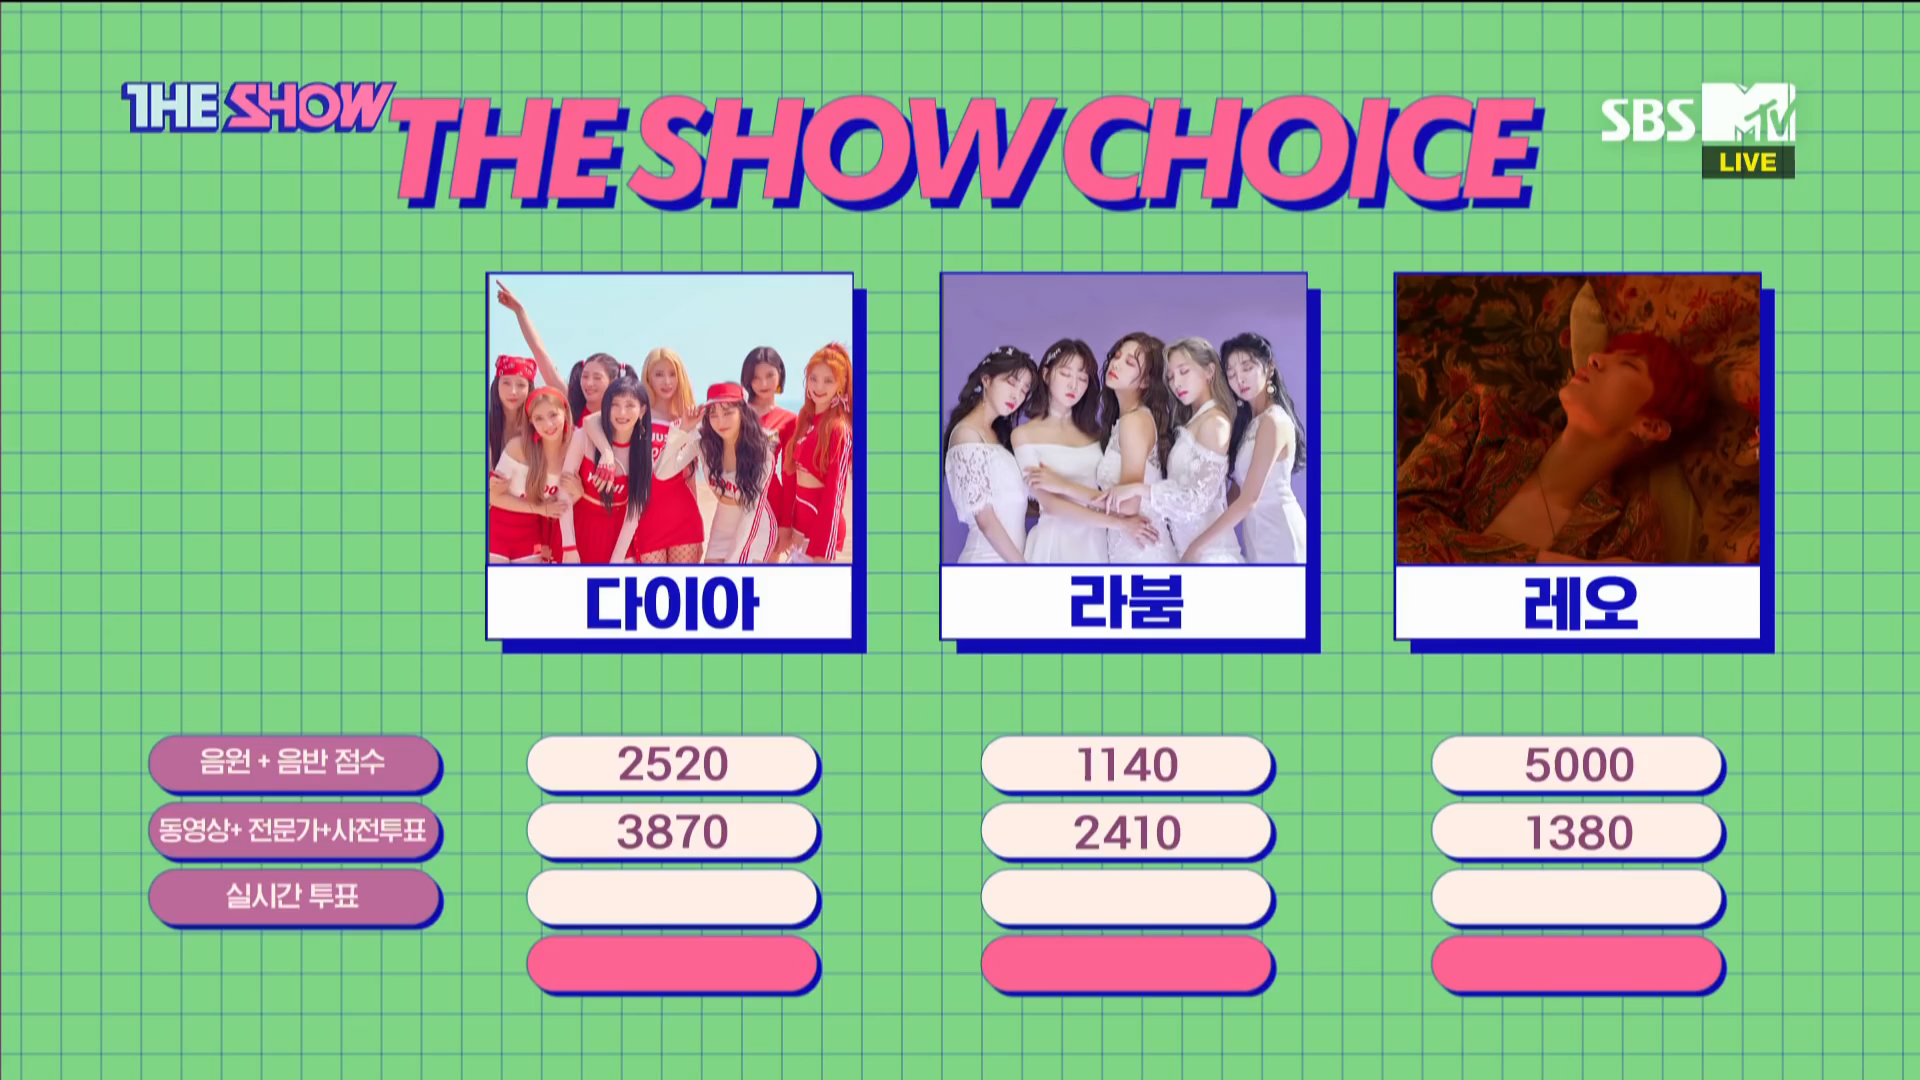 THE SHOW
THE SHOW CHOICE
SBS MTV
LIVE
다이아
라붐
레오
음원 + 음반 점수
2520
1140
5000
동영상+ 전문가+사전투표
3870
2410
1380
실시간 투표